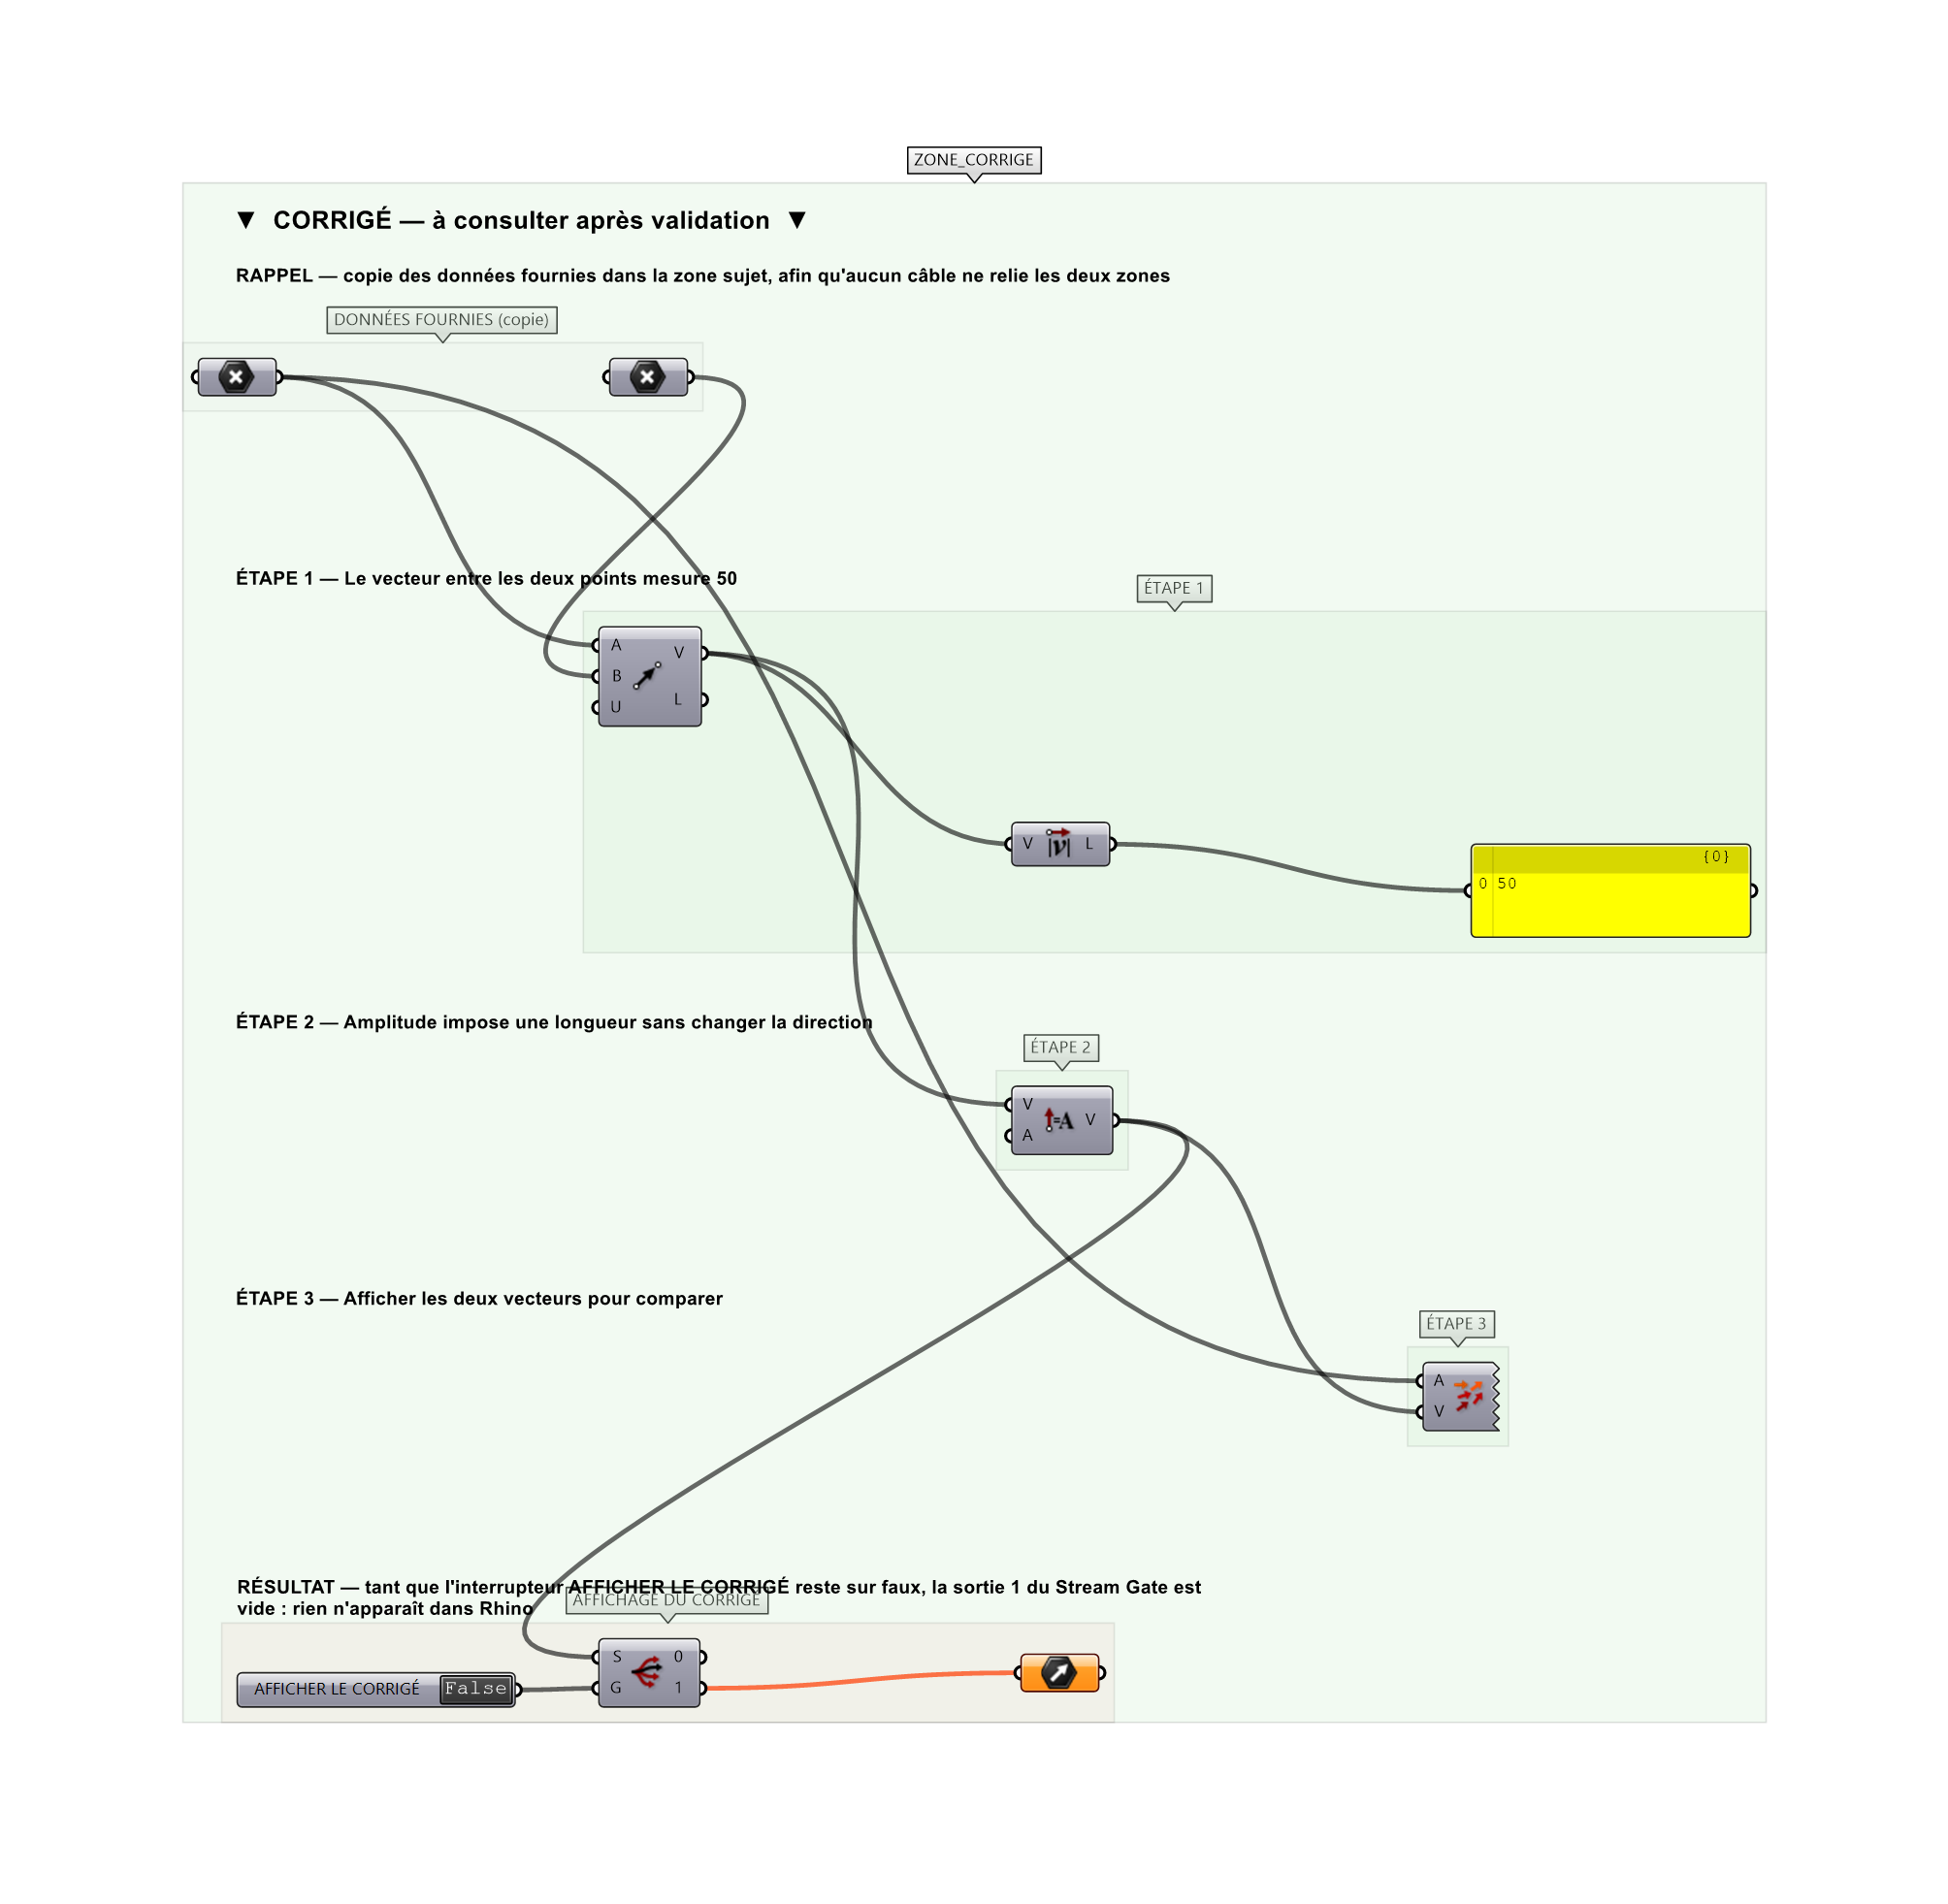 ZONE_CORRIGE
▼ CORRIGÉ — à consulter après validation ▼
RAPPEL — copie des données fournies dans la zone sujet, afin qu'aucun câble ne relie les deux zones
DONNÉES FOURNIES (copie)
ÉTAPE 1 — Le vecteur entre les deux points mesure 50
ÉTAPE 1
A
B
U
V
L
V |v| L
{0}
0 50
ÉTAPE 2 — Amplitude impose une longueur sans changer la direction
ÉTAPE 2
V
A
=A
V
ÉTAPE 3 — Afficher les deux vecteurs pour comparer
ÉTAPE 3
A
V
RÉSULTAT — tant que l'interrupteur AFFICHER LE CORRIGÉ reste sur faux, la sortie 1 du Stream Gate est
vide : rien n'apparaît dans Rhino
AFFICHAGE DU CORRIGÉ
AFFICHER LE CORRIGÉ False
S 0
G 1